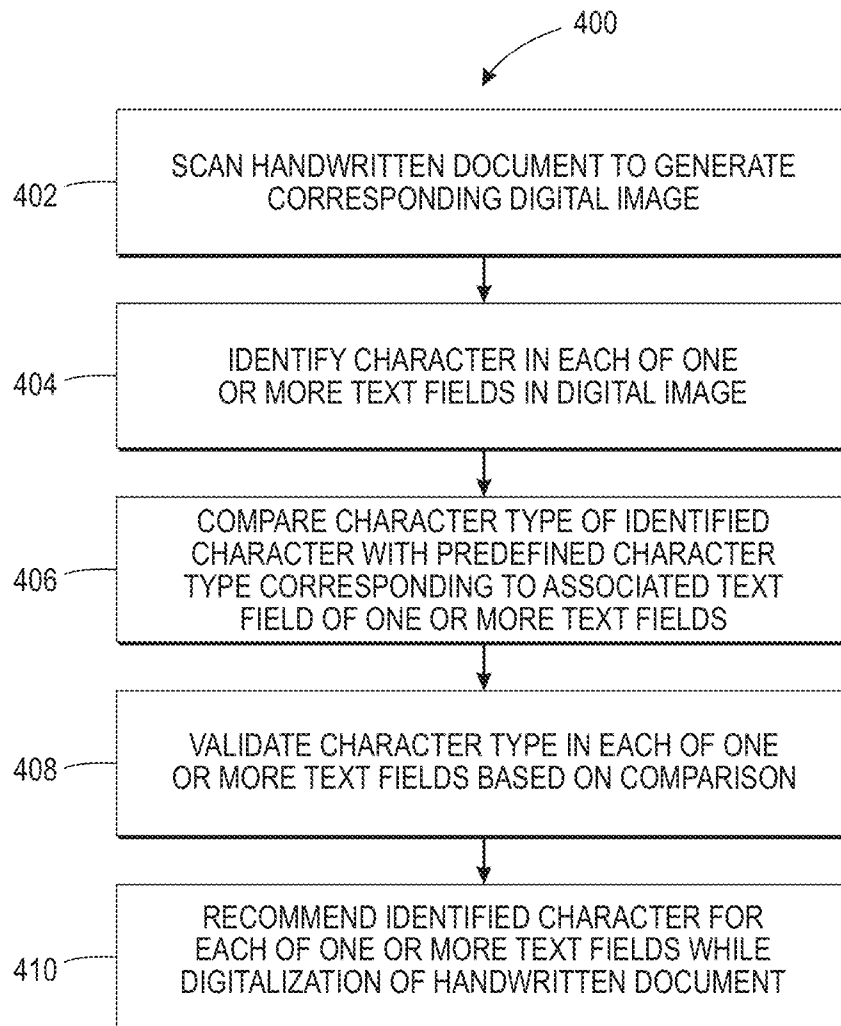 400
402
SCAN HANDWRITTEN DOCUMENT TO GENERATE
CORRESPONDING DIGITAL IMAGE
404
IDENTIFY CHARACTER IN EACH OF ONE
OR MORE TEXT FIELDS IN DIGITAL IMAGE
406
COMPARE CHARACTER TYPE OF IDENTIFIED
CHARACTER WITH PREDEFINED CHARACTER
TYPE CORRESPONDING TO ASSOCIATED TEXT
FIELD OF ONE OR MORE TEXT FIELDS
408
VALIDATE CHARACTER TYPE IN EACH OF ONE
OR MORE TEXT FIELDS BASED ON COMPARISON
410
RECOMMEND IDENTIFIED CHARACTER FOR
EACH OF ONE OR MORE TEXT FIELDS WHILE
DIGITALIZATION OF HANDWRITTEN DOCUMENT